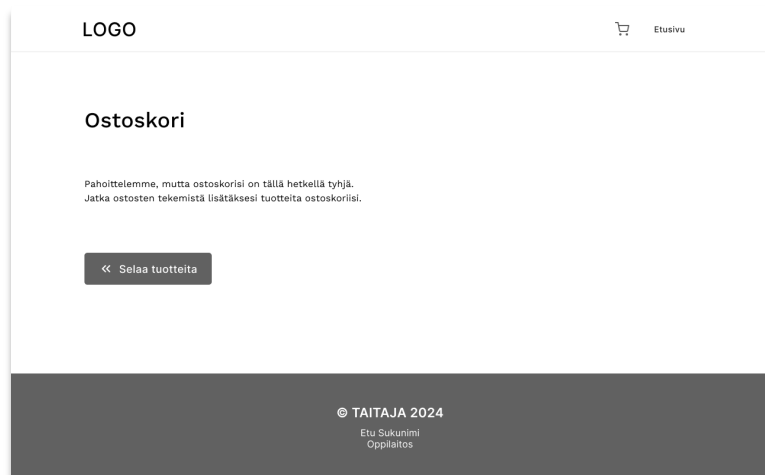 LOGO
Etusivu
Ostoskori
Pahoittelemme, mutta ostoskorisi on tällä hetkellä tyhjä.
Jatka ostosten tekemistä lisätäksesi tuotteita ostoskoriisi.
« Selaa tuotteita
© TAITAJA 2024
Etu Sukunimi
Oppilaitos